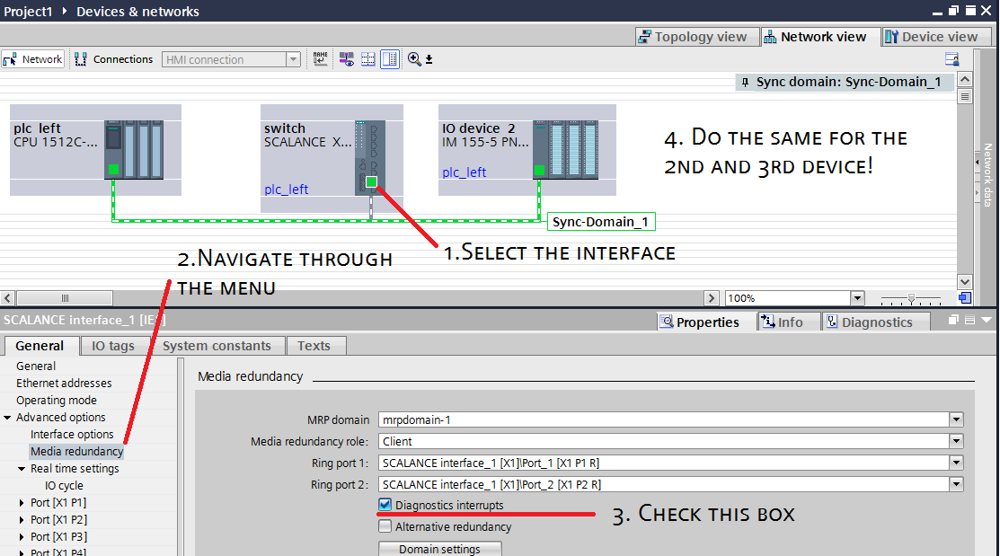 Project1 ▸ Devices & networks
Topology view
Network view
Device view
Network
Connections
HMI connection
NAME
Sync domain: Sync-Domain_1
plc_left
CPU 1512C-...
switch
SCALANCE X...
plc_left
IO device_2
IM 155-5 PN...
plc_left
4. Do the same for the
2nd and 3rd device!
Network data
Sync-Domain_1
1.Select the interface
2.Navigate through
the menu
100%
SCALANCE interface_1 [IE]
Properties
Info
Diagnostics
General
IO tags
System constants
Texts
General
Ethernet addresses
Operating mode
Advanced options
Interface options
Media redundancy
Real time settings
IO cycle
Port [X1 P1]
Port [X1 P2]
Port [X1 P3]
Port [X1 P4]
Media redundancy
MRP domain
mrpdomain-1
Media redundancy role:
Client
Ring port 1:
SCALANCE interface_1 [X1]\Port_1 [X1 P1 R]
Ring port 2:
SCALANCE interface_1 [X1]\Port_2 [X1 P2 R]
Diagnostics interrupts
3. Check this box
Alternative redundancy
Domain settings